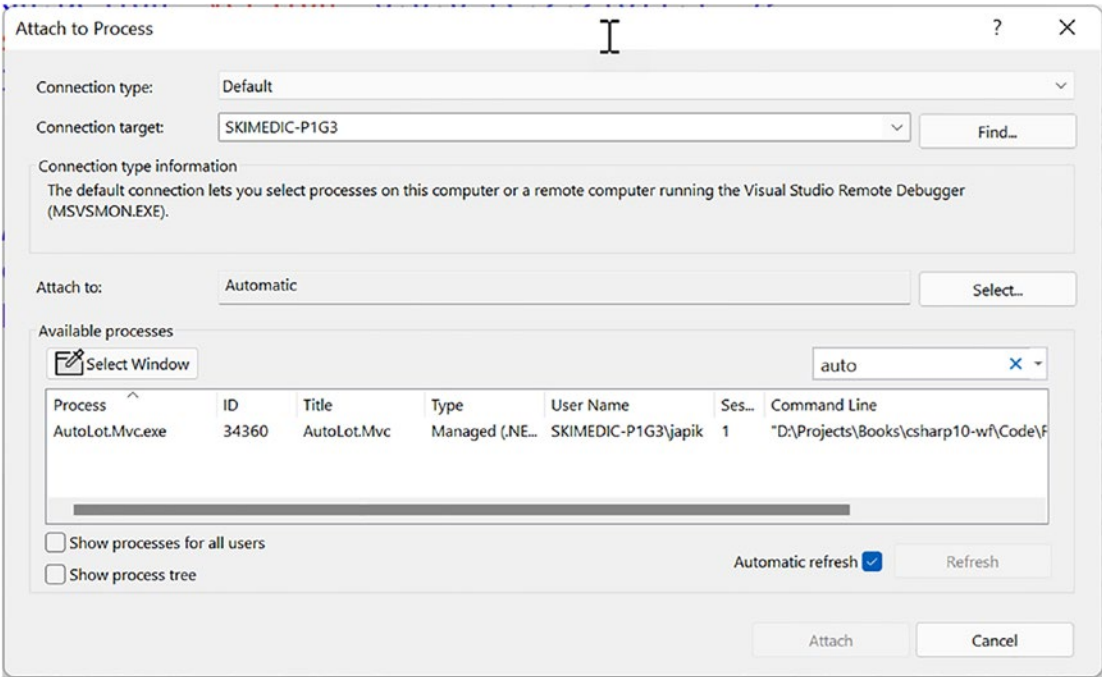 Attach to Process ? ×
Connection type: Default
Connection target: SKIMEDIC-P1G3 Find...
Connection type information
The default connection lets you select processes on this computer or a remote computer running the Visual Studio Remote Debugger
(MSVSMON.EXE).
Attach to: Automatic Select...
Available processes
Select Window auto
Process ID Title Type User Name Ses... Command Line
AutoLot.Mvc.exe 34360 AutoLot.Mvc Managed (.NE... SKIMEDIC-P1G3\japik 1 "D:\Projects\Books\csharp10-wf\Code\
Show processes for all users
Automatic refresh Refresh
Show process tree
Attach Cancel